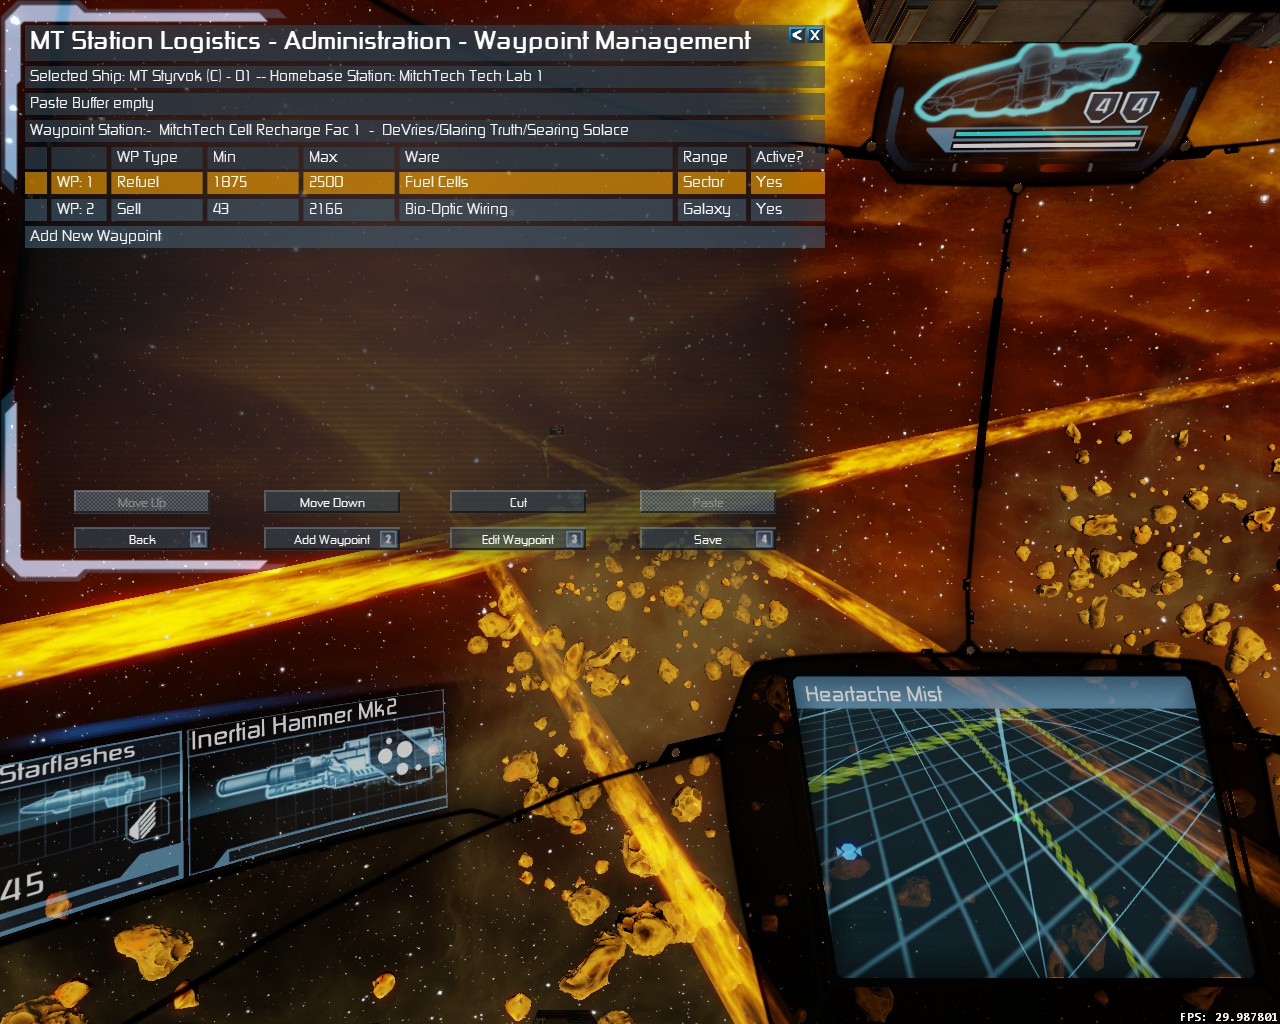 MT Station Logistics - Administration - Waypoint Management
< X
Selected Ship: MT Styrvok (C) - 01 -- Homebase Station: MitchTech Tech Lab 1
Paste Buffer empty
Waypoint Station:- MitchTech Cell Recharge Fac 1 - DeVries/Glaring Truth/Searing Solace
WP Type Min Max Ware Range Active?
WP: 1 Refuel 1875 2500 Fuel Cells Sector Yes
WP: 2 Sell 43 2166 Bio-Optic Wiring Galaxy Yes
Add New Waypoint
Move Up Move Down Cut Paste
Back 1 Add Waypoint 2 Edit Waypoint 3 Save 4
4 4
Starflashes
45
Inertial Hammer Mk2
Heartache Mist
FPS: 29.987801